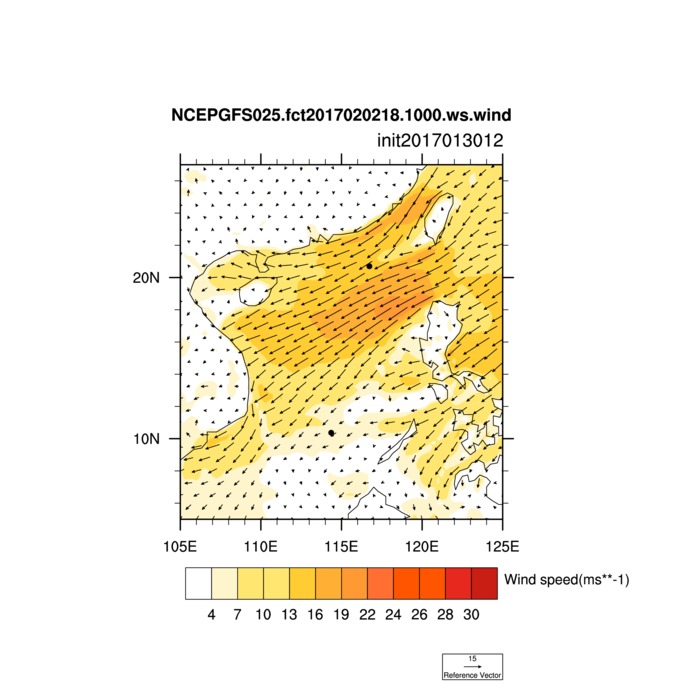 NCEPGFS025.fct2017020218.1000.ws.wind
init2017013012
20N
10N
105E 110E 115E 120E 125E
Wind speed(ms**-1)
4 7 10 13 16 19 22 24 26 28 30
15
Reference Vector